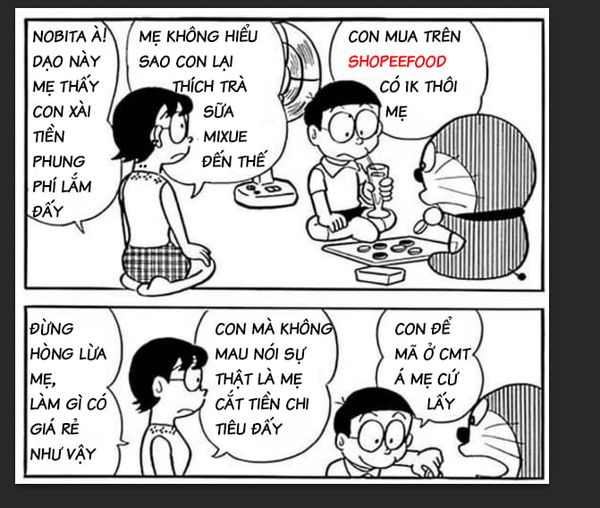 NOBITA À!
DẠO NÀY
MẸ THẤY
CON XÀI
TIỀN
PHUNG
PHÍ LẮM
ĐẤY
MẸ KHÔNG HIỂU
SAO CON LẠI
THÍCH TRÀ
SỮA
MIXUE
ĐẾN THẾ
CON MUA TRÊN
SHOPEEFOOD
CÓ 1K THÔI
MẸ
ĐỪNG
HÒNG LỪA
MẸ,
LÀM GÌ CÓ
GIÁ RẺ
NHƯ VẬY
CON MÀ KHÔNG
MAU NÓI SỰ
THẬT LÀ MẸ
CẮT TIỀN CHI
TIÊU ĐẤY
CON ĐỂ
MÃ Ở CMT
Á MẸ CỨ
LẤY